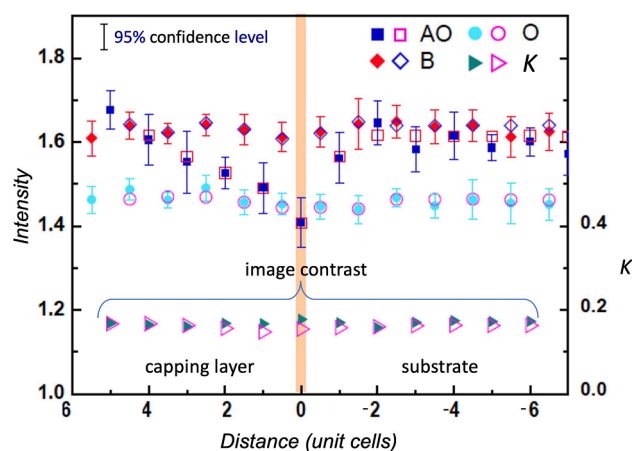 1.8
95% confidence level
AO
O
B
K
1.6
Intensity
1.4
0.4
image contrast
K
1.2
0.2
capping layer
substrate
1.0
0.0
6
4
2
0
-2
-4
-6
Distance (unit cells)